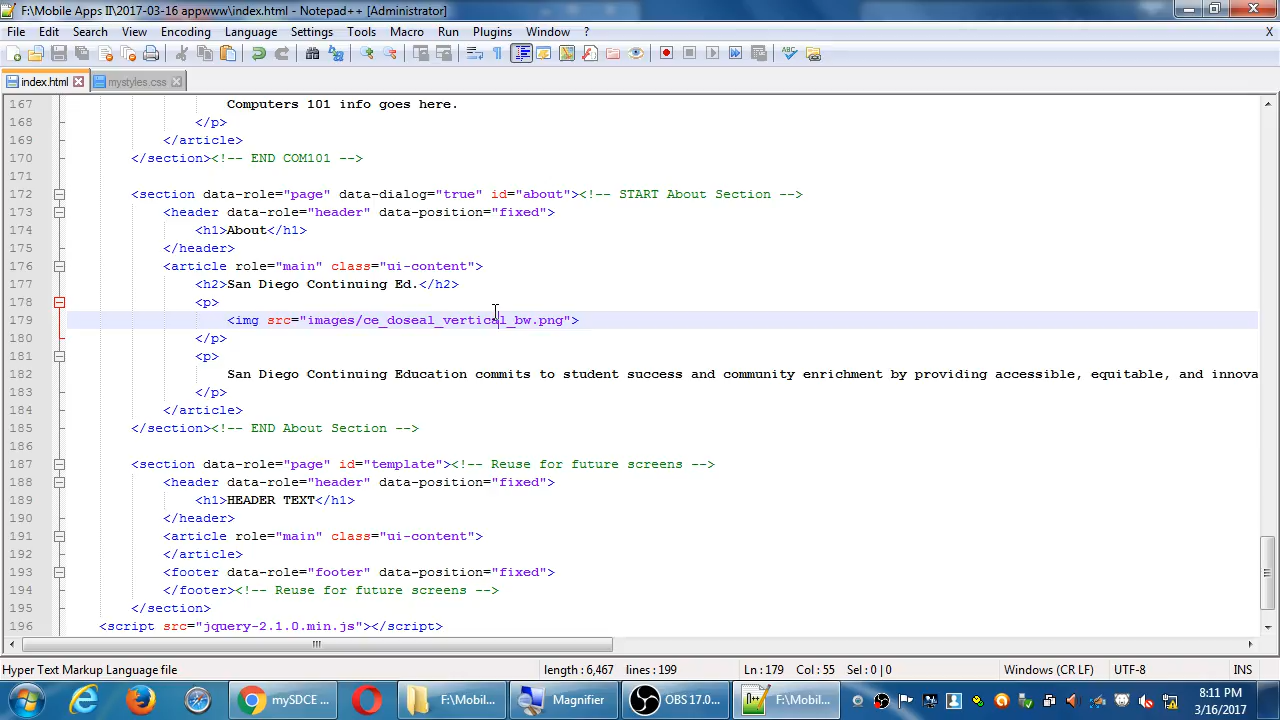 F:\Mobile Apps II\2017-03-16 appwww\index.html - Notepad++ [Administrator]
File Edit Search View Encoding Language Settings Tools Macro Run Plugins Window ?
index.html mystyles.css
167 Computers 101 info goes here.
168 </p>
169 </article>
170 </section><!-- END COM101 -->
171
172 <section data-role="page" data-dialog="true" id="about"><!-- START About Section -->
173 <header data-role="header" data-position="fixed">
174 <h1>About</h1>
175 </header>
176 <article role="main" class="ui-content">
177 <h2>San Diego Continuing Ed.</h2>
178 <p>
179 <img src="images/ce_doseal_vertical_bw.png">
180 </p>
181 <p>
182 San Diego Continuing Education commits to student success and community enrichment by providing accessible, equitable, and innova
183 </p>
184 </article>
185 </section><!-- END About Section -->
186
187 <section data-role="page" id="template"><!-- Reuse for future screens -->
188 <header data-role="header" data-position="fixed">
189 <h1>HEADER TEXT</h1>
190 </header>
191 <article role="main" class="ui-content">
192 </article>
193 <footer data-role="footer" data-position="fixed">
194 </footer><!-- Reuse for future screens -->
195 </section>
196 <script src="jquery-2.1.0.min.js"></script>
Hyper Text Markup Language file length : 6,467 lines : 199 Ln : 179 Col : 55 Sel : 0 | 0 Windows (CR LF) UTF-8 INS
mySDCE ... F:\Mobil... Magnifier OBS 17.0... F:\Mobil... 8:11 PM
3/16/2017